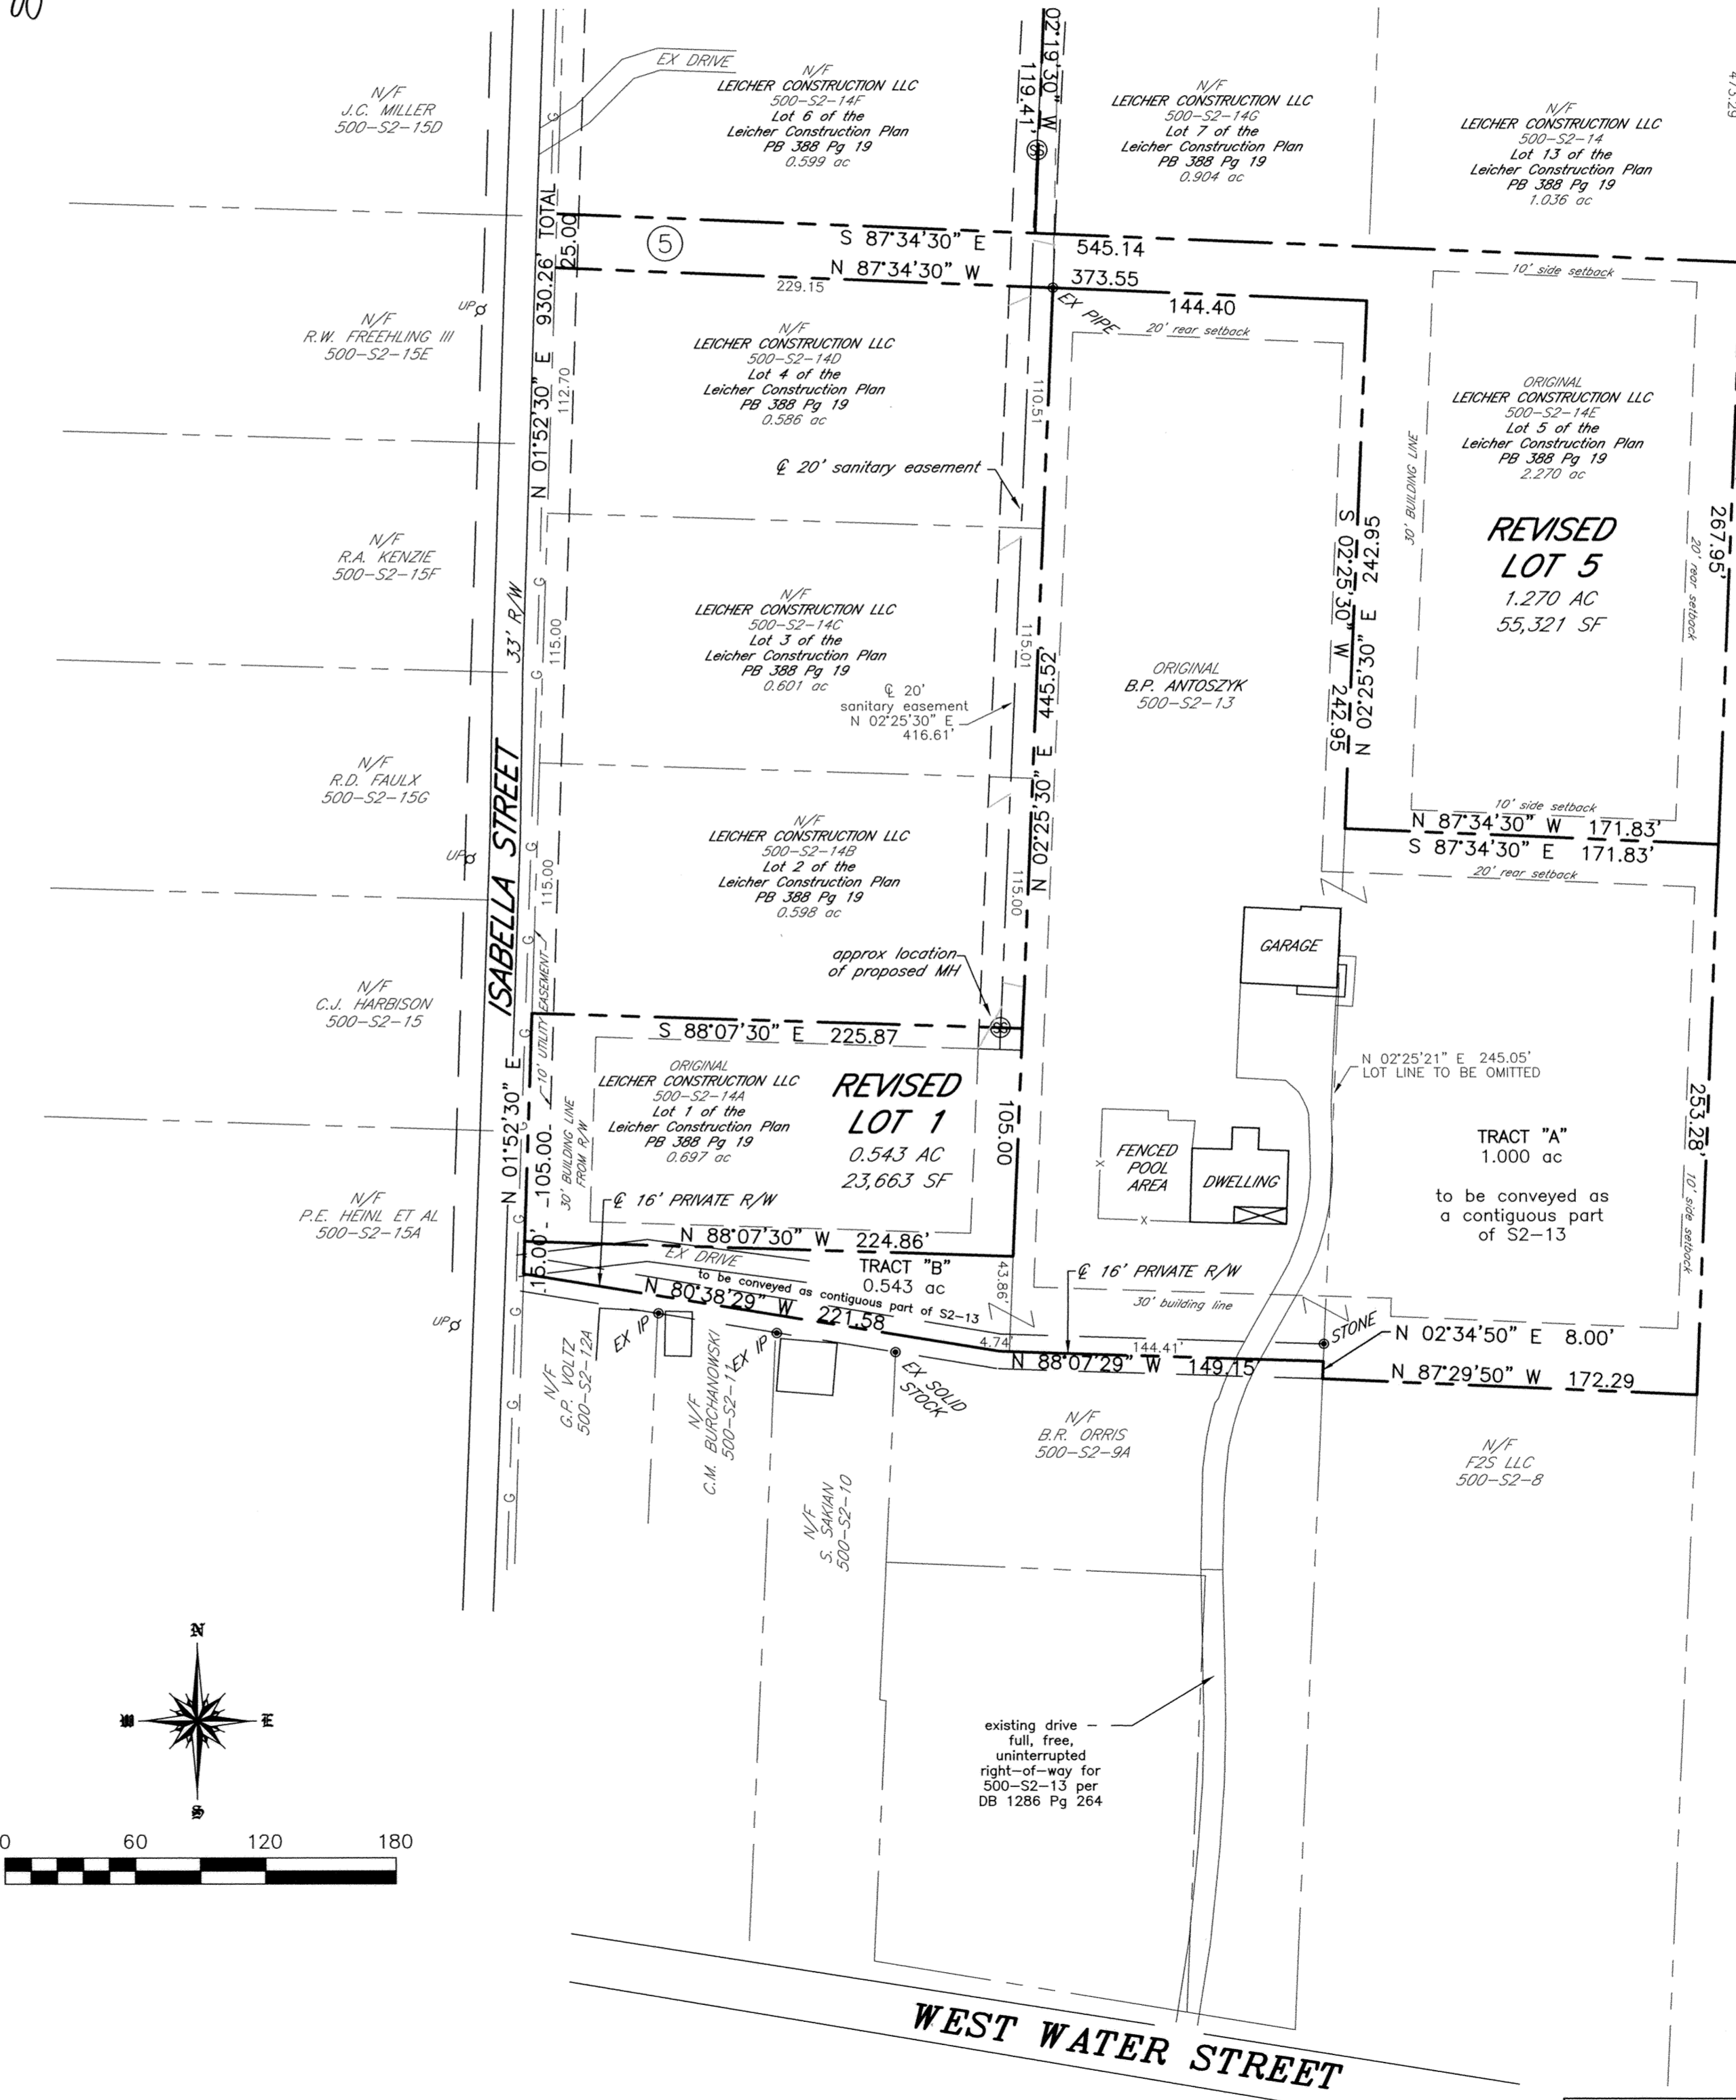 EX DRIVE
N/F
J.C. MILLER
500-S2-15D
N/F
LEICHER CONSTRUCTION LLC
500-S2-14F
Lot 6 of the
Leicher Construction Plan
PB 388 Pg 19
0.599 ac
02°19'30" W
119.41'
N/F
LEICHER CONSTRUCTION LLC
500-S2-14G
Lot 7 of the
Leicher Construction Plan
PB 388 Pg 19
0.904 ac
N/F
LEICHER CONSTRUCTION LLC
500-S2-14
Lot 13 of the
Leicher Construction Plan
PB 388 Pg 19
1.036 ac
473.29
N 01°52'30" E 930.26' TOTAL
25.00
5
S 87°34'30" E 545.14
N 87°34'30" W 373.55
229.15
144.40
EX PIPE
20' rear setback
10' side setback
UP
N/F
R.W. FREEHLING III
500-S2-15E
112.70
N/F
LEICHER CONSTRUCTION LLC
500-S2-14D
Lot 4 of the
Leicher Construction Plan
PB 388 Pg 19
0.586 ac
110.51
℄ 20' sanitary easement
ORIGINAL
LEICHER CONSTRUCTION LLC
500-S2-14E
Lot 5 of the
Leicher Construction Plan
PB 388 Pg 19
2.270 ac
REVISED
LOT 5
1.270 AC
55,321 SF
30' BUILDING LINE
20' rear setback
267.95'
S 02°25'30" W 242.95
N 02°25'30" E 242.95
N/F
R.A. KENZIE
500-S2-15F
33' R/W
115.00
N/F
LEICHER CONSTRUCTION LLC
500-S2-14C
Lot 3 of the
Leicher Construction Plan
PB 388 Pg 19
0.601 ac
℄ 20'
sanitary easement
N 02°25'30" E
416.61'
115.01
N 02°25'30" E 445.52'
ORIGINAL
B.P. ANTOSZYK
500-S2-13
N/F
R.D. FAULX
500-S2-15G
ISABELLA STREET
UP
115.00
N/F
LEICHER CONSTRUCTION LLC
500-S2-14B
Lot 2 of the
Leicher Construction Plan
PB 388 Pg 19
0.598 ac
115.00
10' side setback
N 87°34'30" W 171.83'
S 87°34'30" E 171.83'
20' rear setback
GARAGE
approx location
of proposed MH
N/F
C.J. HARBISON
500-S2-15
10' UTILITY EASEMENT
S 88°07'30" E 225.87
N 01°52'30" E
105.00
30' BUILDING LINE
FROM R/W
ORIGINAL
LEICHER CONSTRUCTION LLC
500-S2-14A
Lot 1 of the
Leicher Construction Plan
PB 388 Pg 19
0.697 ac
REVISED
LOT 1
0.543 AC
23,663 SF
105.00
N 02°25'21" E 245.05'
LOT LINE TO BE OMITTED
FENCED
POOL
AREA
DWELLING
TRACT "A"
1.000 ac
to be conveyed as
a contiguous part
of S2-13
253.28'
10' side setback
N/F
P.E. HEINL ET AL
500-S2-15A
℄ 16' PRIVATE R/W
N 88°07'30" W 224.86'
15.00'
EX DRIVE
TRACT "B"
0.543 ac
to be conveyed as contiguous part of S2-13
N 80°38'29" W 221.58
43.86'
℄ 16' PRIVATE R/W
30' building line
UP
4.74'
144.41'
STONE
N 02°34'50" E 8.00'
N 88°07'29" W 149.15'
N 87°29'50" W 172.29
EX IP
EX IP
EX SOLID
STOCK
N/F
G.P. VOLTZ
500-S2-12A
N/F
C.M. BURCHANOWSKI
500-S2-11
N/F
S. SAKIAN
500-S2-10
N/F
B.R. ORRIS
500-S2-9A
N/F
F2S LLC
500-S2-8
N
W
E
S
existing drive –
full, free,
uninterrupted
right-of-way for
500-S2-13 per
DB 1286 Pg 264
0 60 120 180
WEST WATER STREET